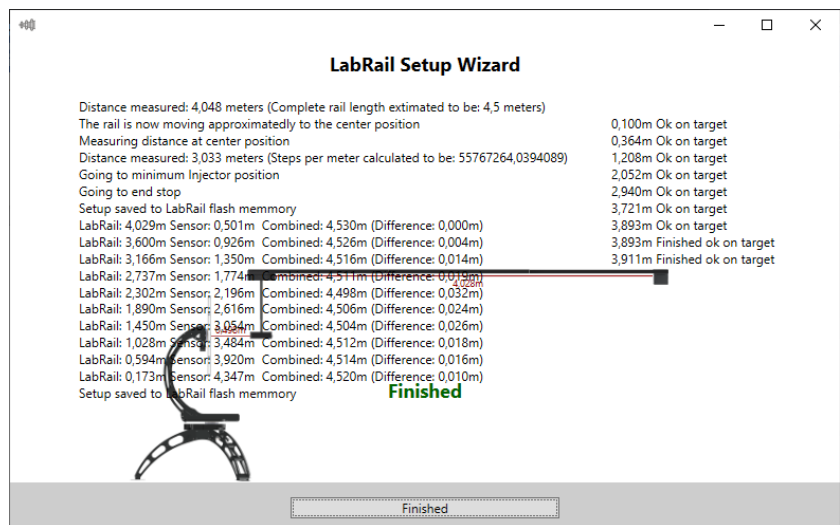 LabRail Setup Wizard
Distance measured: 4,048 meters (Complete rail length extimated to be: 4,5 meters)
The rail is now moving approximatedly to the center position
Measuring distance at center position
Distance measured: 3,033 meters (Steps per meter calculated to be: 55767264,0394089)
Going to minimum Injector position
Going to end stop
Setup saved to LabRail flash memmory
LabRail: 4,029m Sensor: 0,501m  Combined: 4,530m (Difference: 0,000m)
LabRail: 3,600m Sensor: 0,926m  Combined: 4,526m (Difference: 0,004m)
LabRail: 3,166m Sensor: 1,350m  Combined: 4,516m (Difference: 0,014m)
LabRail: 2,737m Sensor: 1,774m  Combined: 4,511m (Difference: 0,019m)
LabRail: 2,302m Sensor: 2,196m  Combined: 4,498m (Difference: 0,032m)
LabRail: 1,890m Sensor: 2,616m  Combined: 4,506m (Difference: 0,024m)
LabRail: 1,450m Sensor: 3,054m  Combined: 4,504m (Difference: 0,026m)
LabRail: 1,028m Sensor: 3,484m  Combined: 4,512m (Difference: 0,018m)
LabRail: 0,594m Sensor: 3,920m  Combined: 4,514m (Difference: 0,016m)
LabRail: 0,173m Sensor: 4,347m  Combined: 4,520m (Difference: 0,010m)
Setup saved to LabRail flash memmory
0,100m Ok on target
0,364m Ok on target
1,208m Ok on target
2,052m Ok on target
2,940m Ok on target
3,721m Ok on target
3,893m Ok on target
3,893m Finished ok on target
3,911m Finished ok on target
4,028m
Finished
Finished